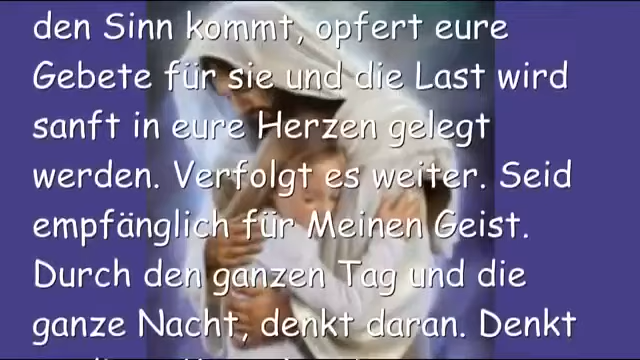 den Sinn kommt, opfert eure
Gebete für sie und die Last wird
sanft in eure Herzen gelegt
werden. Verfolgt es weiter. Seid
empfänglich für Meinen Geist.
Durch den ganzen Tag und die
ganze Nacht, denkt daran. Denkt